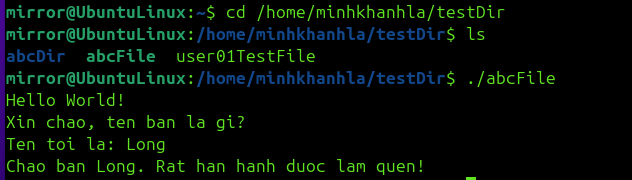 mirror@UbuntuLinux:~$ cd /home/minhkhanhla/testDir
mirror@UbuntuLinux:/home/minhkhanhla/testDir$ ls
abcDir  abcFile  user01TestFile
mirror@UbuntuLinux:/home/minhkhanhla/testDir$ ./abcFile
Hello World!
Xin chao, ten ban la gi?
Ten toi la: Long
Chao ban Long. Rat han hanh duoc lam quen!